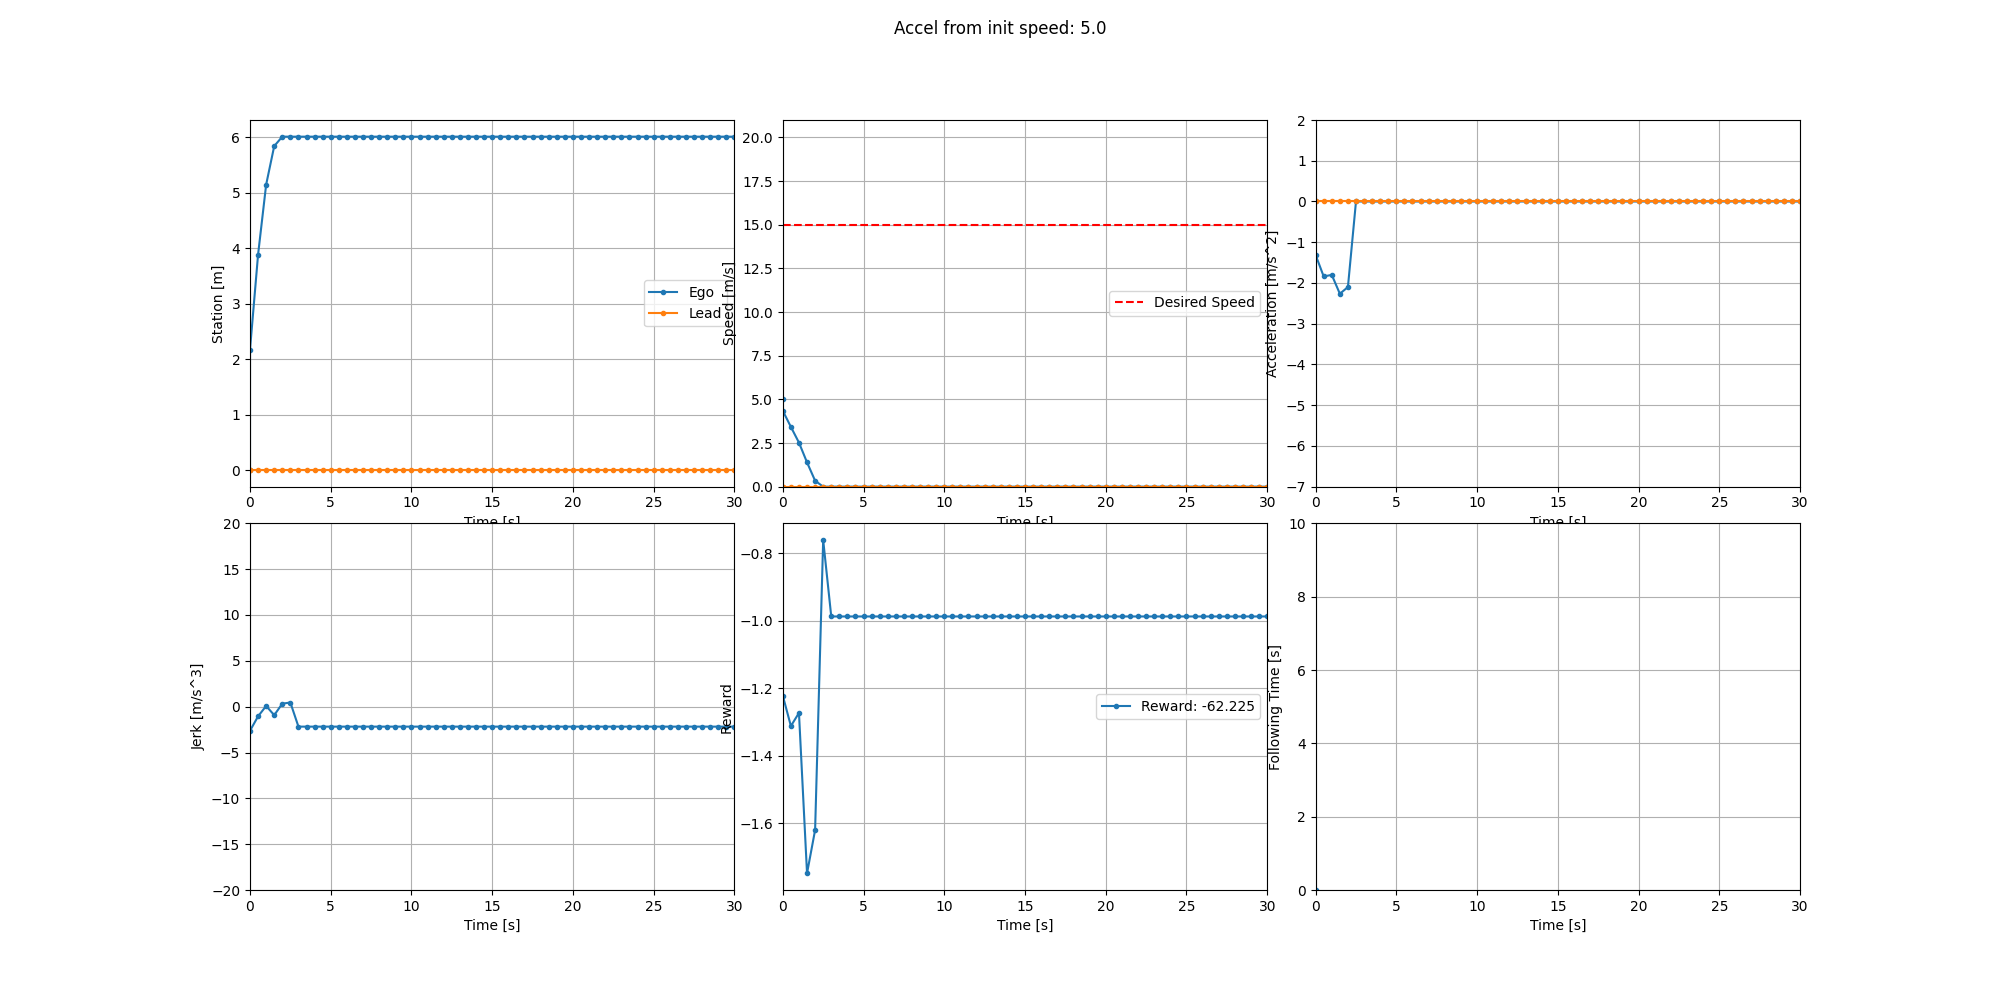 Accel from init speed: 5.0
6
5
4
3
2
1
0
Station [m]
Ego
Lead
0 5 10 15 20 25 30
Time [s]
20.0
17.5
15.0
12.5
10.0
7.5
5.0
2.5
0.0
Speed [m/s]
Desired Speed
0 5 10 15 20 25 30
Time [s]
2
1
0
−1
−2
−3
−4
−5
−6
−7
Acceleration [m/s^2]
0 5 10 15 20 25 30
Time [s]
20
15
10
5
0
−5
−10
−15
−20
Jerk [m/s^3]
0 5 10 15 20 25 30
Time [s]
−0.8
−1.0
−1.2
−1.4
−1.6
Reward
Reward: -62.225
0 5 10 15 20 25 30
Time [s]
10
8
6
4
2
0
Following Time [s]
0 5 10 15 20 25 30
Time [s]